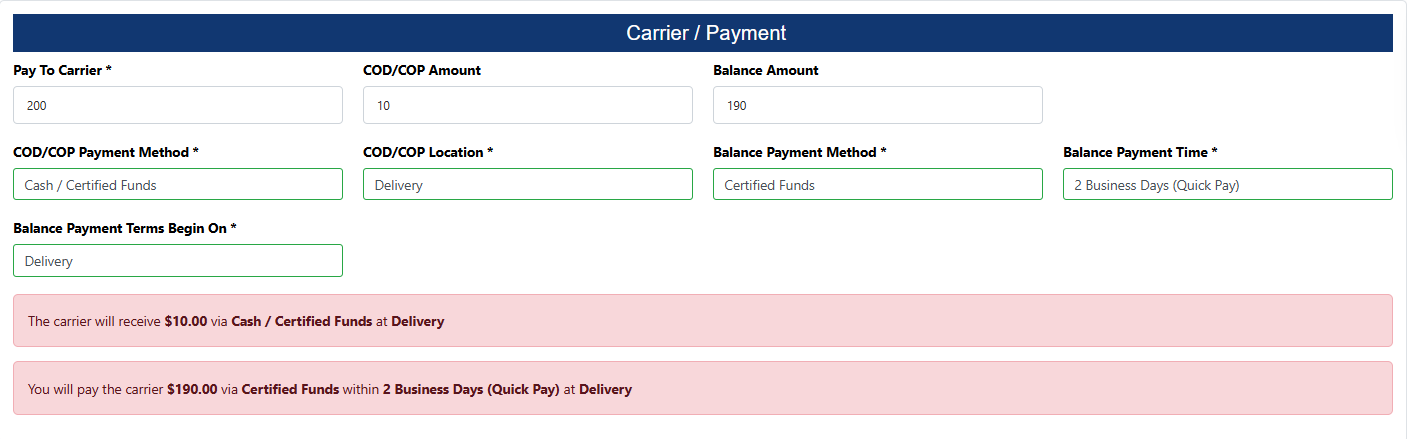 Carrier / Payment
Pay To Carrier * COD/COP Amount Balance Amount
200 10 190
COD/COP Payment Method * COD/COP Location * Balance Payment Method * Balance Payment Time *
Cash / Certified Funds Delivery Certified Funds 2 Business Days (Quick Pay)
Balance Payment Terms Begin On *
Delivery
The carrier will receive $10.00 via Cash / Certified Funds at Delivery
You will pay the carrier $190.00 via Certified Funds within 2 Business Days (Quick Pay) at Delivery